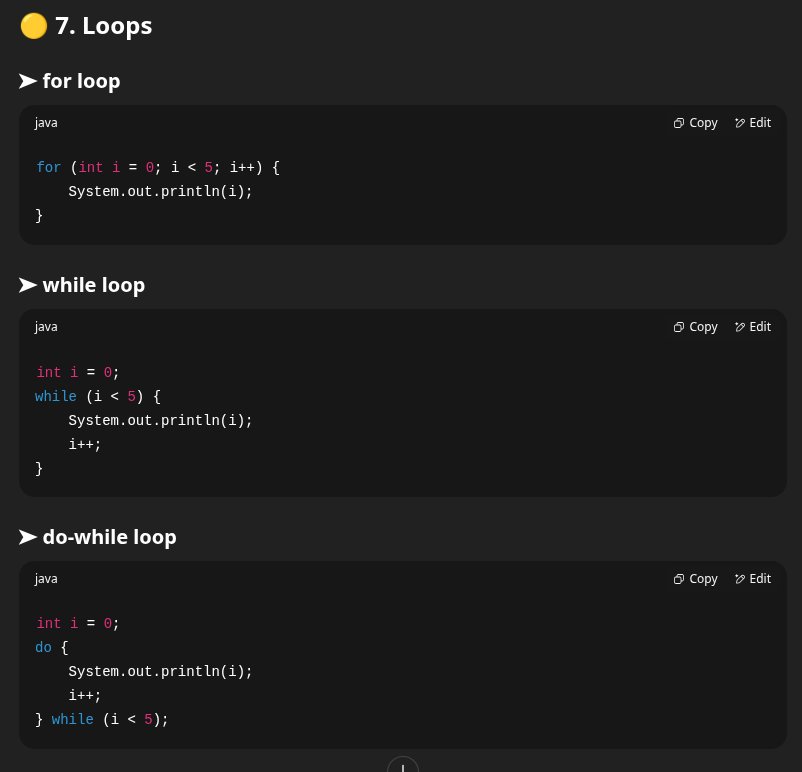 🟡 7. Loops
➤ for loop
java
Copy
Edit
for (int i = 0; i < 5; i++) {
    System.out.println(i);
}
➤ while loop
java
Copy
Edit
int i = 0;
while (i < 5) {
    System.out.println(i);
    i++;
}
➤ do-while loop
java
Copy
Edit
int i = 0;
do {
    System.out.println(i);
    i++;
} while (i < 5);